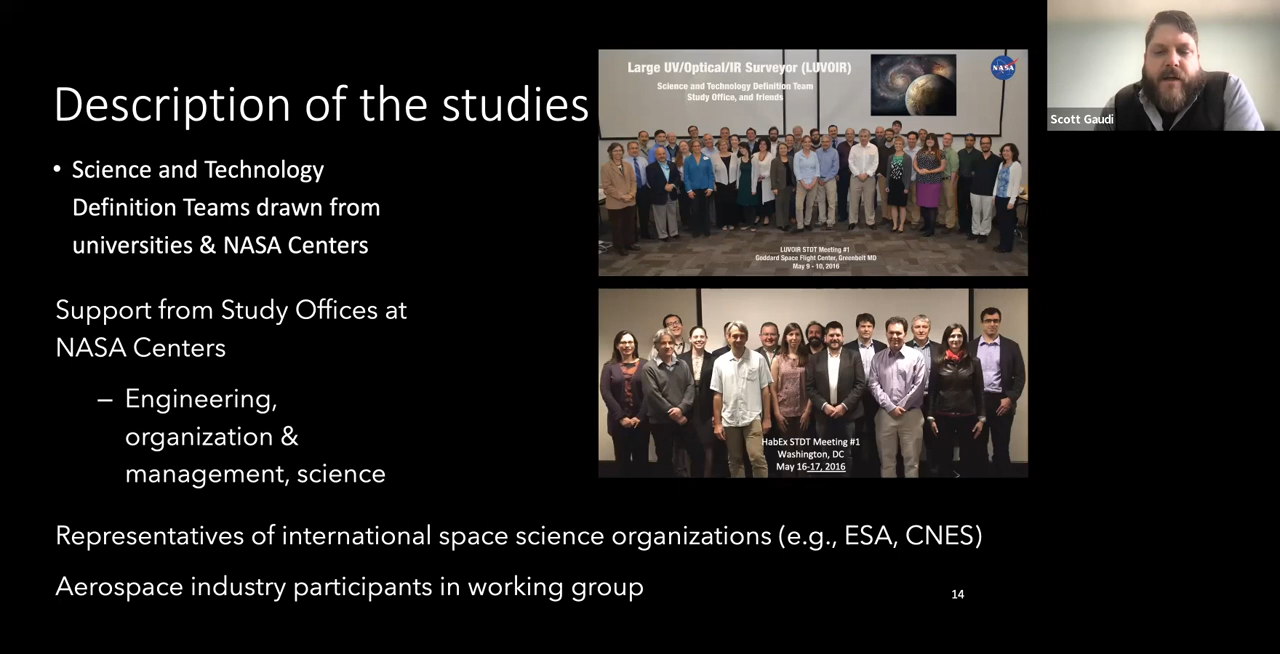 Description of the studies
• Science and Technology
Definition Teams drawn from
universities & NASA Centers
Support from Study Offices at
NASA Centers
– Engineering,
organization &
management, science
Representatives of international space science organizations (e.g., ESA, CNES)
Aerospace industry participants in working group
Large UV/Optical/IR Surveyor (LUVOIR)
Science and Technology Definition Team
Study Office, and friends
NASA
LUVOIR STDT Meeting #1
Goddard Space Flight Center, Greenbelt MD
May 9 - 10, 2016
HabEx STDT Meeting #1
Washington, DC
May 16-17, 2016
14
Scott Gaudi